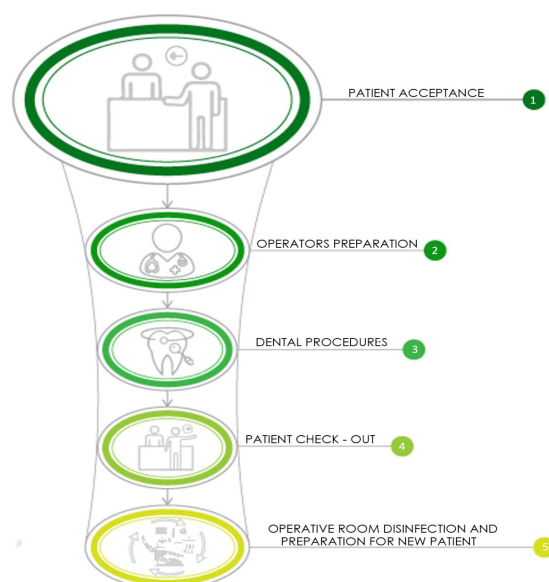 PATIENT ACCEPTANCE 1
OPERATORS PREPARATION 2
DENTAL PROCEDURES 3
PATIENT CHECK - OUT 4
OPERATIVE ROOM DISINFECTION AND
PREPARATION FOR NEW PATIENT 5